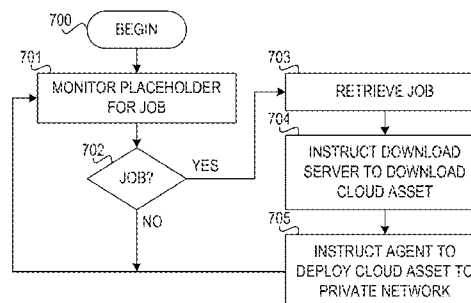 700
BEGIN
701
MONITOR PLACEHOLDER
FOR JOB
702
JOB?
YES
NO
703
RETRIEVE JOB
704
INSTRUCT DOWNLOAD
SERVER TO DOWNLOAD
CLOUD ASSET
705
INSTRUCT AGENT TO
DEPLOY CLOUD ASSET TO
PRIVATE NETWORK